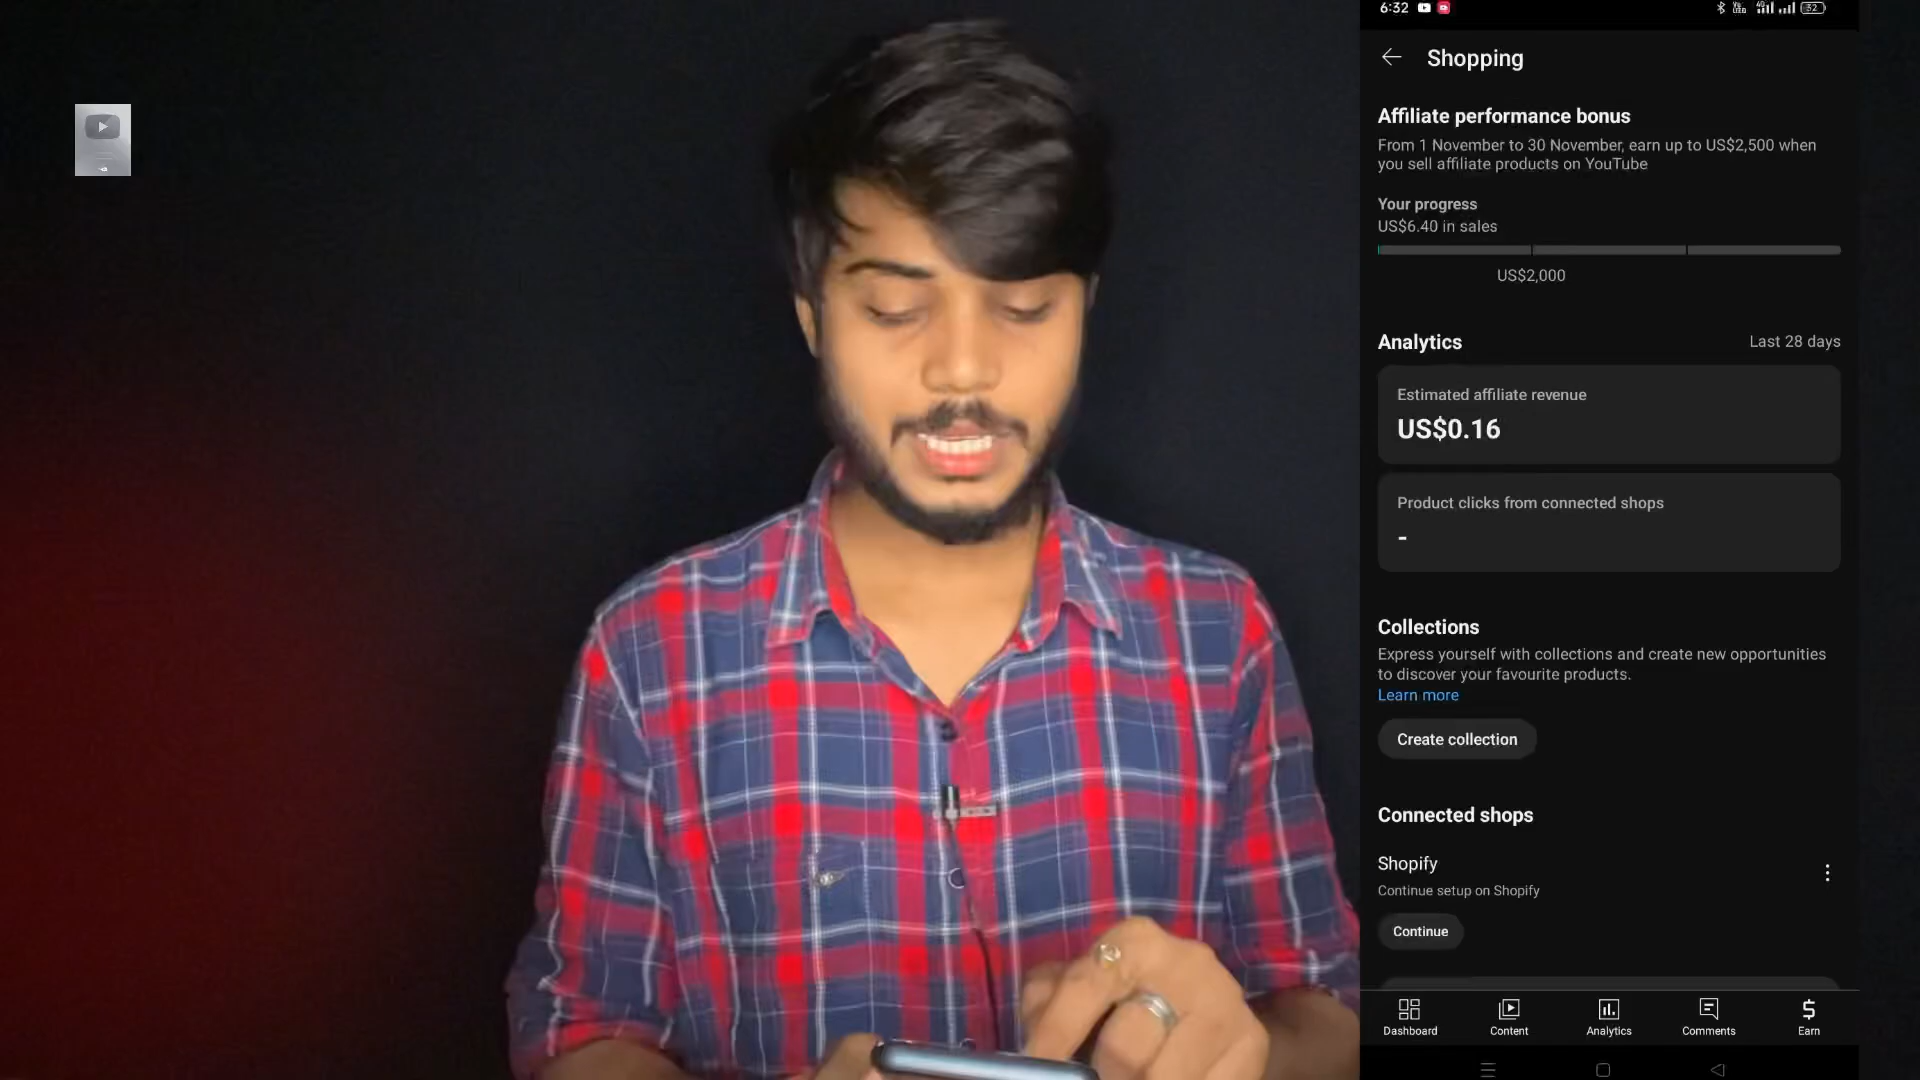 6:32
32
Shopping
Affiliate performance bonus
From 1 November to 30 November, earn up to US$2,500 when
you sell affiliate products on YouTube
Your progress
US$6.40 in sales
US$2,000
Analytics
Last 28 days
Estimated affiliate revenue
US$0.16
Product clicks from connected shops
-
Collections
Express yourself with collections and create new opportunities
to discover your favourite products.
Learn more
Create collection
Connected shops
Shopify
Continue setup on Shopify
Continue
Dashboard
Content
Analytics
Comments
Earn